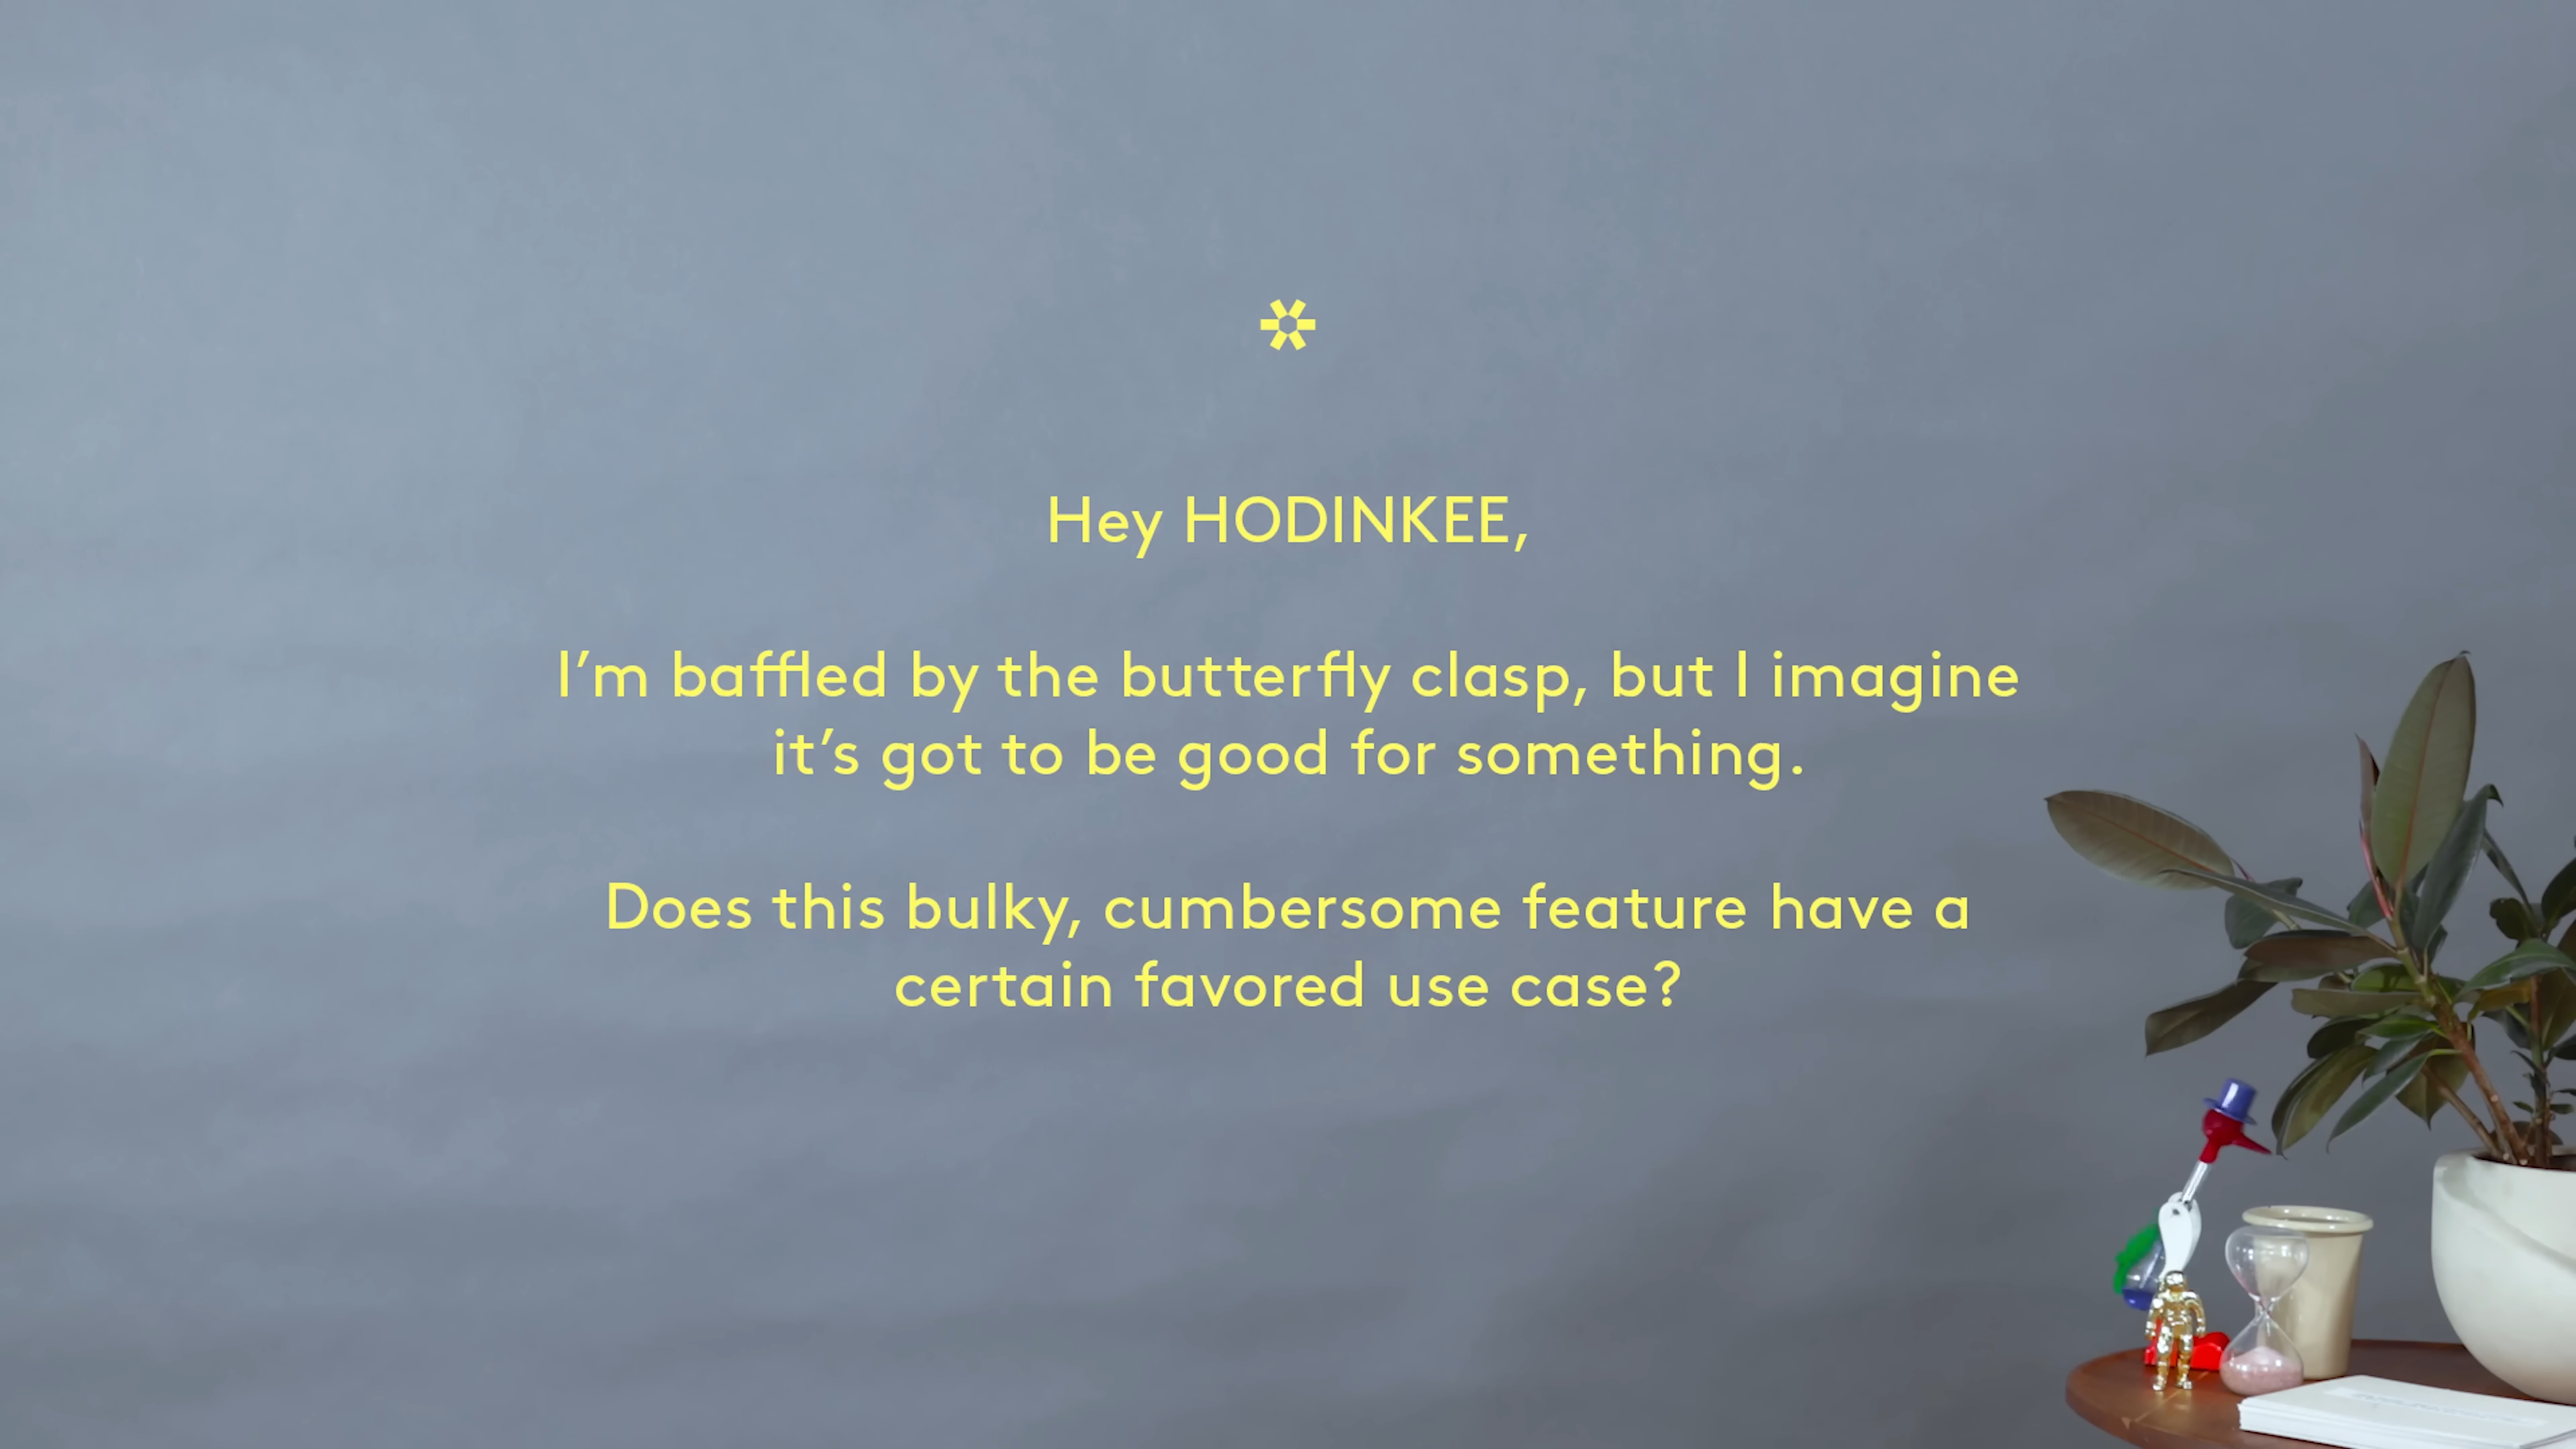 Hey HODINKEE,
I’m baffled by the butterfly clasp, but I imagine
it’s got to be good for something.
Does this bulky, cumbersome feature have a
certain favored use case?